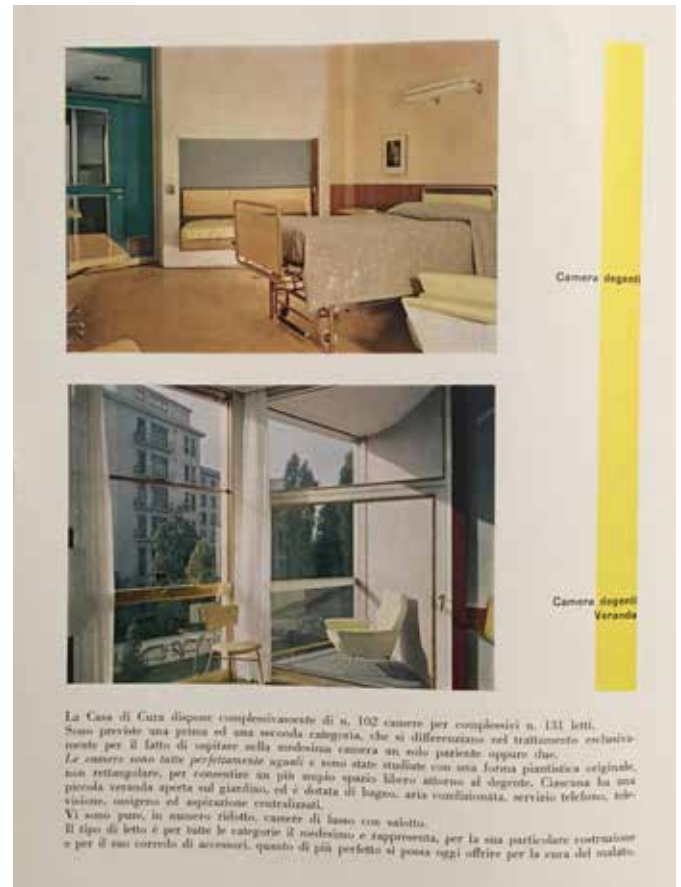 Camera degenti
Camera degenti
Veranda
La Casa di Cura dispone complessivamente di n. 102 camere per complessivi n. 131 letti.
Sono previste una prima ed una seconda categoria, che si differenziano nel trattamento esclusiva-
mente per il fatto di ospitare nella medesima camera un solo paziente oppure due.
Le camere sono tutte perfettamente uguali e sono state studiate con una forma piantistica originale,
non rettangolare, per consentire un più ampio spazio libero attorno al degente. Ciascuna ha una
piccola veranda aperta sul giardino, ed è dotata di bagno, aria condizionata, servizio telefono, tele-
visione, ossigeno ed aspirazione centralizzati.
Vi sono pure, in numero ridotto, camere di lusso con salotto.
Il tipo di letto è per tutte le categorie il medesimo e rappresenta, per la sua particolare costruzione
e per il suo corredo di accessori, quanto di più perfetto si possa oggi offrire per la cura del malato.